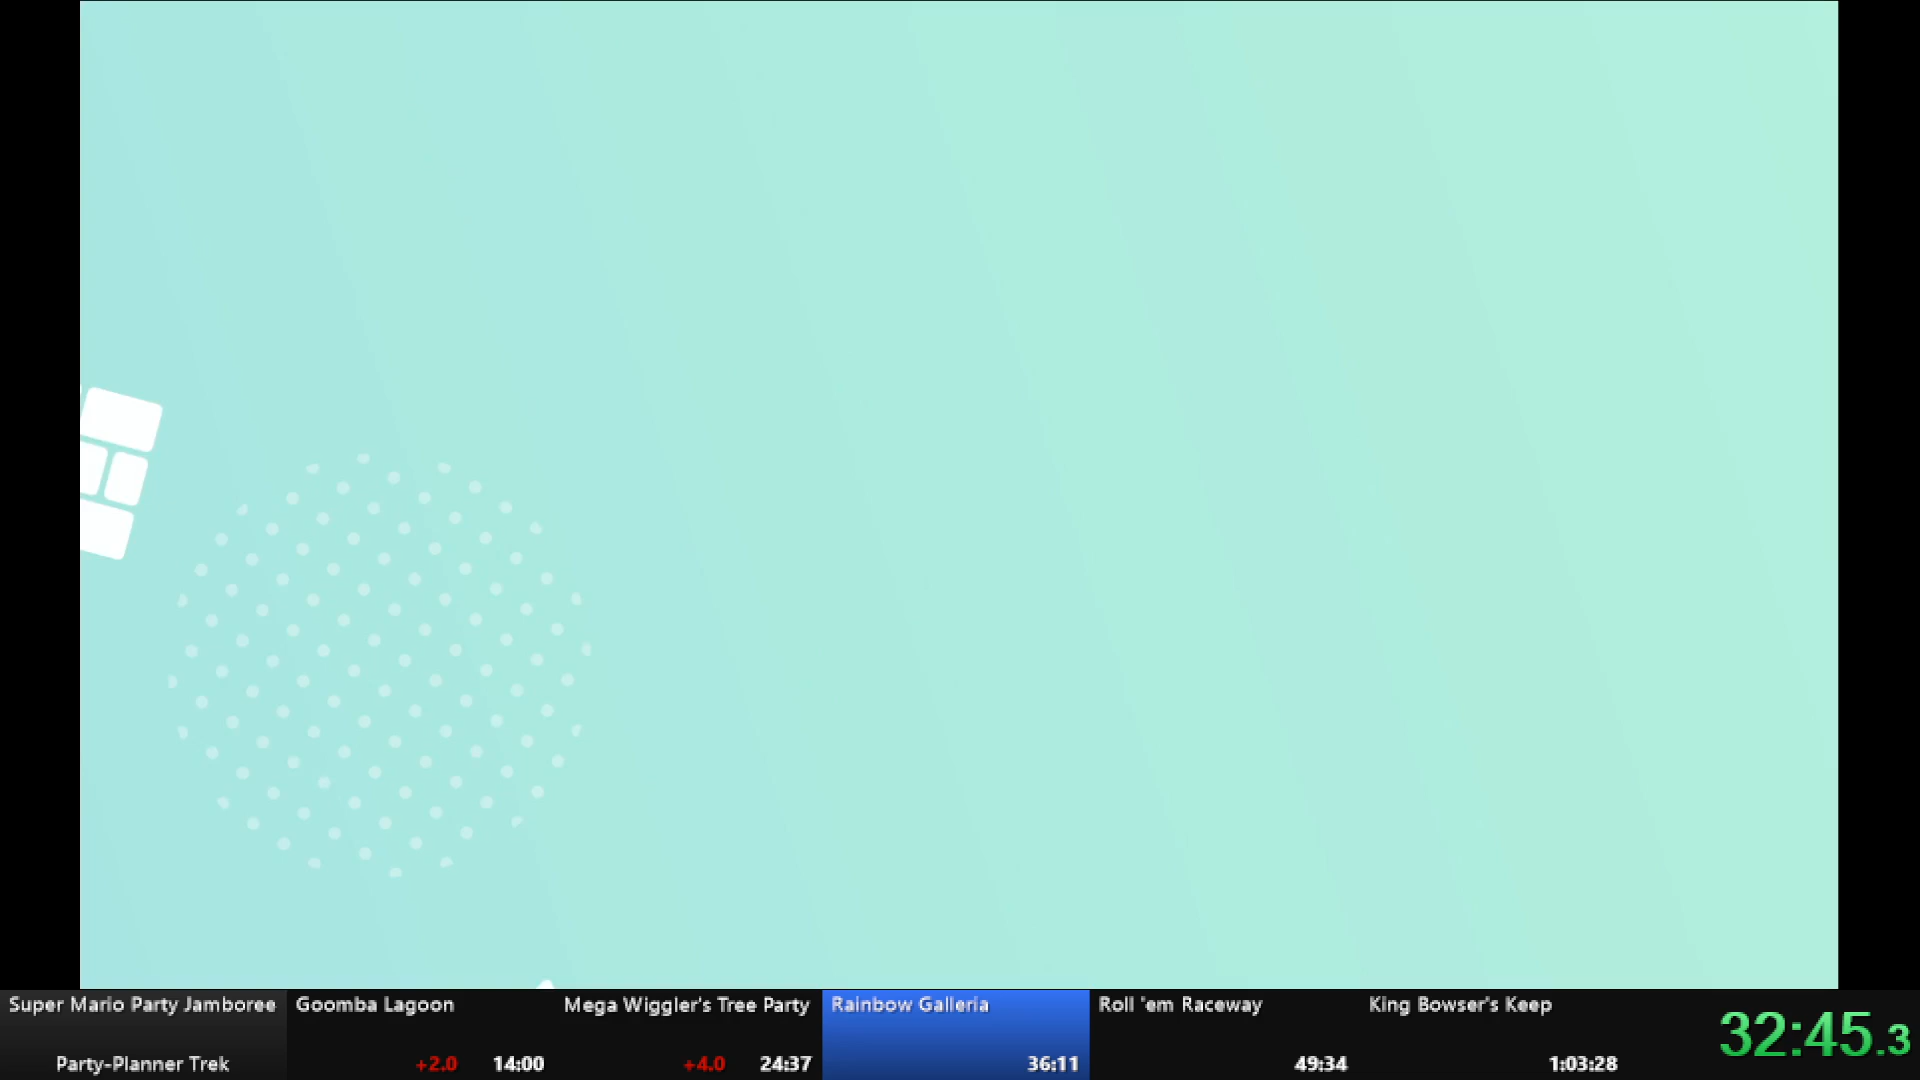 Super Mario Party Jamboree
Party-Planner Trek
Goomba Lagoon
+2.0 14:00
Mega Wiggler's Tree Party
+4.0 24:37
Rainbow Galleria
36:11
Roll 'em Raceway
49:34
King Bowser's Keep
1:03:28
32:45.3